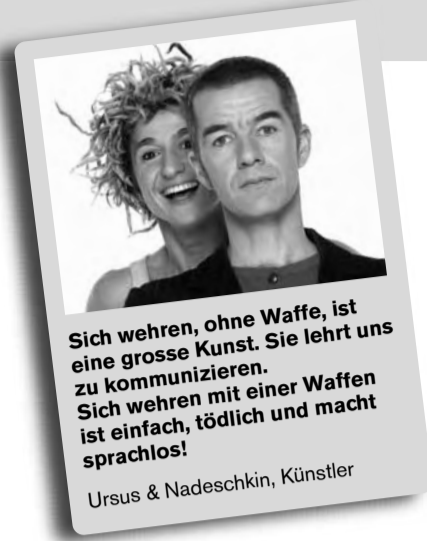 Sich wehren, ohne Waffe, ist
eine grosse Kunst. Sie lehrt uns
zu kommunizieren.
Sich wehren mit einer Waffen
ist einfach, tödlich und macht
sprachlos!
Ursus & Nadeschkin, Künstler